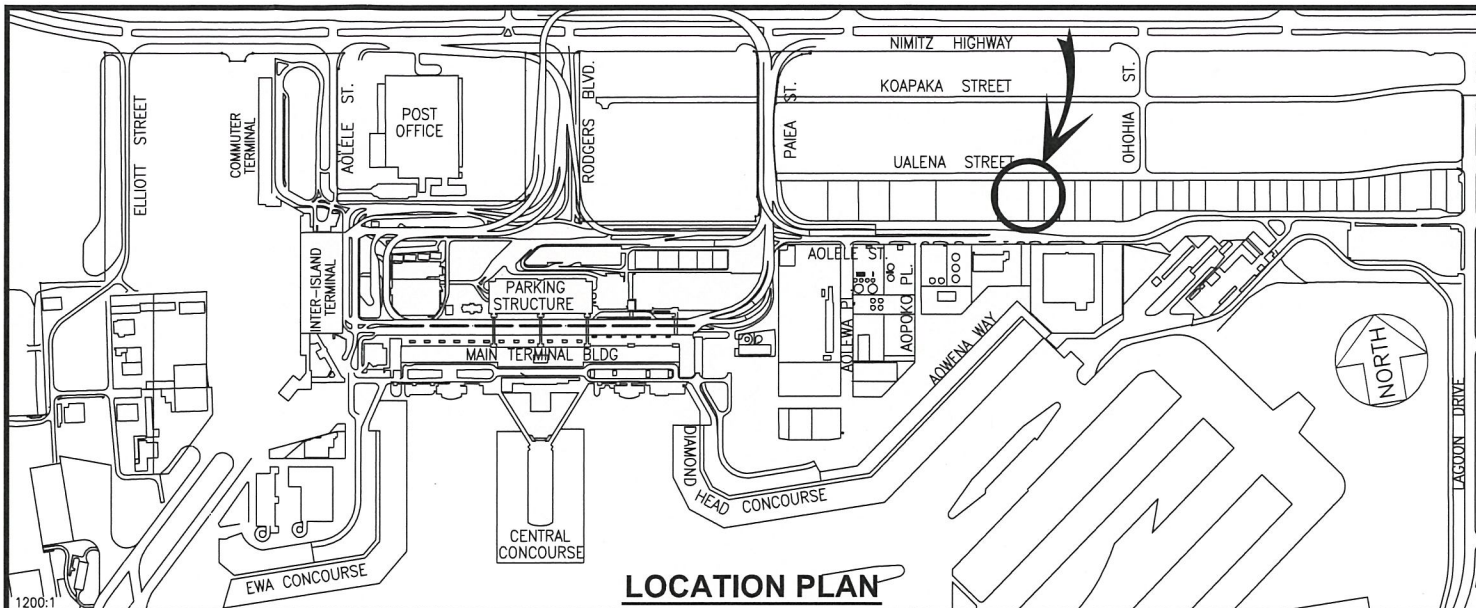 NIMITZ HIGHWAY
KOAPAKA STREET
UALENA STREET
OHOHIA ST.
PAIEA ST.
RODGERS BLVD.
POST
OFFICE
AOLELE ST.
COMMUTER
TERMINAL
ELLIOTT STREET
INTER-ISLAND
TERMINAL
PARKING
STRUCTURE
MAIN TERMINAL BLDG
AOLELE ST.
AOLEWA PL.
AOPOKO PL.
AOWENA WAY
NORTH
LAGOON DRIVE
DIAMOND
HEAD CONCOURSE
CENTRAL
CONCOURSE
EWA CONCOURSE
LOCATION PLAN
1200:1